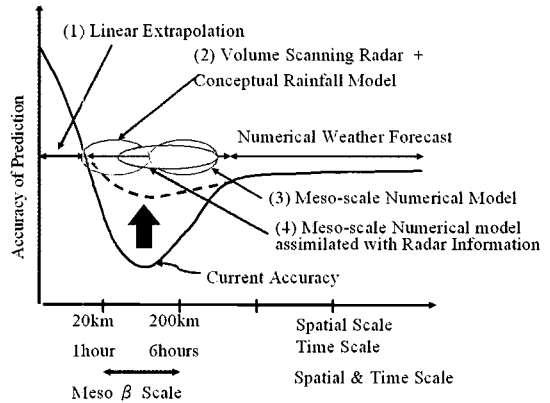 (1) Linear Extrapolation
(2) Volume Scanning Radar +
Conceptual Rainfall Model
Numerical Weather Forecast
Accuracy of Prediction
(3) Meso-scale Numerical Model
(4) Meso-scale Numerical model
assimilated with Radar Information
Current Accuracy
20km
200km
Spatial Scale
1hour
6hours
Time Scale
Meso β Scale
Spatial & Time Scale